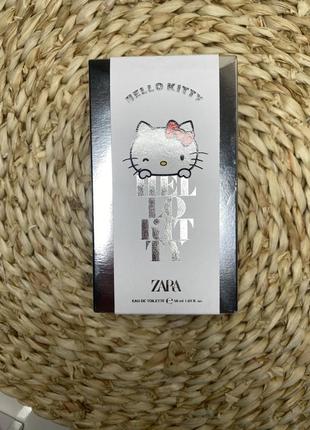 HELLO KITTY
HEL
LO
KIT
TY
ZARA
EAU DE TOILETTE